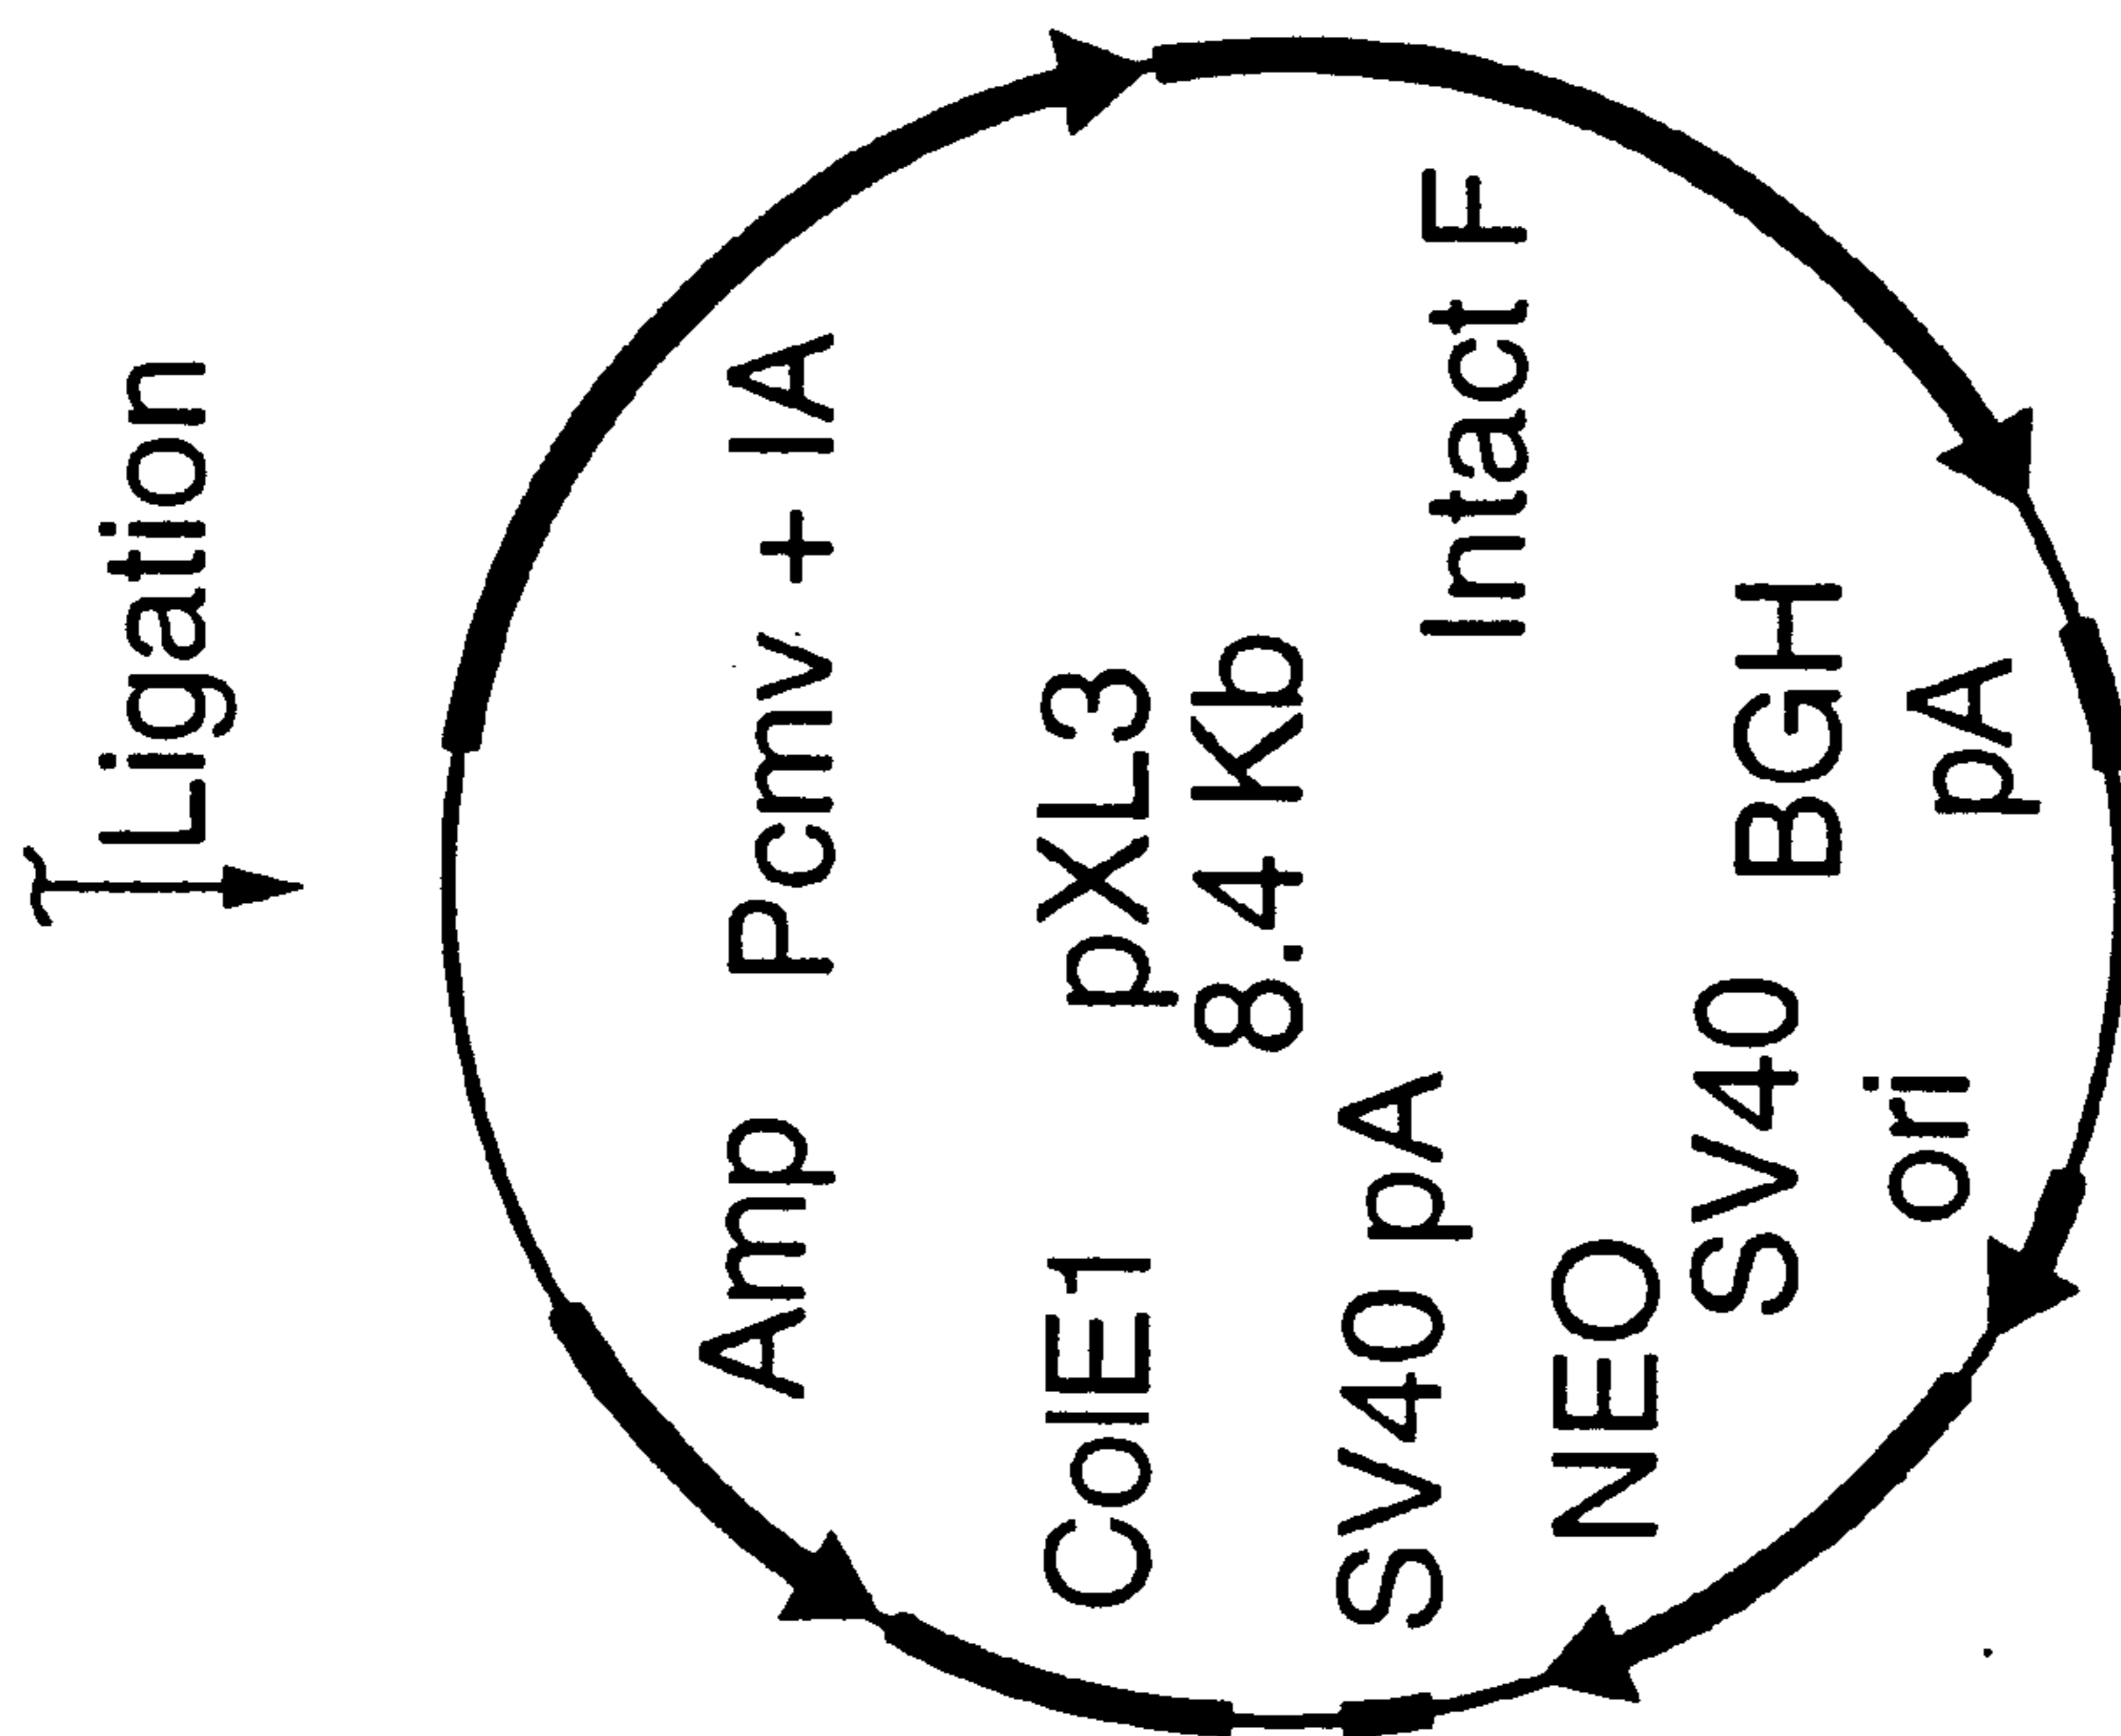 Ligation
Amp
Pcmv + IA
ColE1
pXL3
8.4 Kb
SV40 pA
Intact F
NEO
SV40
ori
BGH
pA